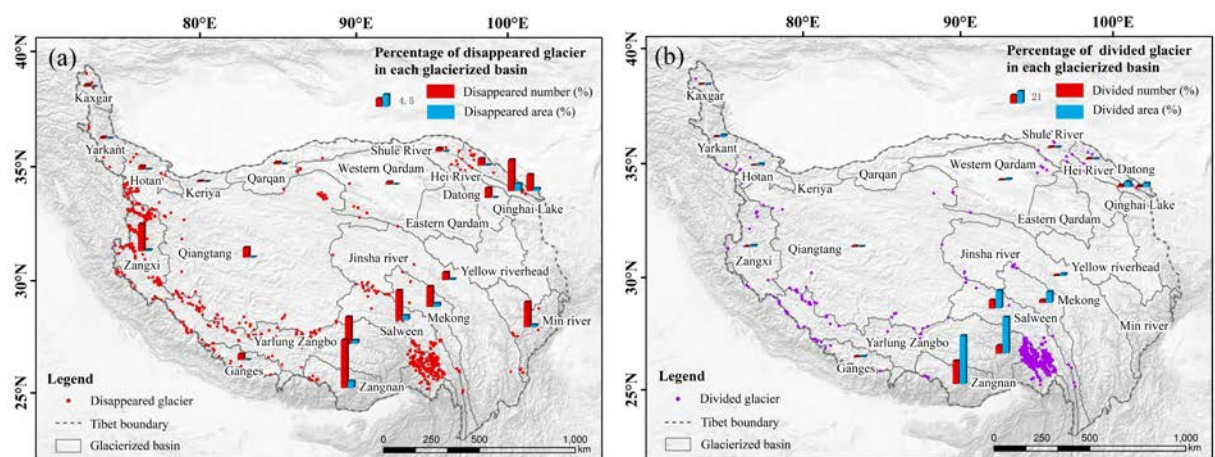 80°E
90°E
100°E
(a)
Percentage of disappeared glacier
in each glacierized basin
4.5
Disappeared number (%)
Disappeared area (%)
40°N
35°N
30°N
25°N
Kaxgar
Yarkant
Hotan
Keriya
Qarqan
Western Qardam
Shule River
Hei River
Datong
Qinghai Lake
Eastern Qardam
Zangxi
Qiangtang
Jinsha river
Yellow riverhead
Mekong
Min river
Salween
Yarlung Zangbo
Ganges
Zangnan
Legend
Disappeared glacier
Tibet boundary
Glacierized basin
0 250 500 1,000
km
80°E
90°E
100°E
(b)
Percentage of divided glacier
in each glacierized basin
21
Divided number (%)
Divided area (%)
40°N
35°N
30°N
25°N
Kaxgar
Yarkant
Hotan
Keriya
Qarqan
Western Qardam
Shule River
Hei River
Datong
Qinghai Lake
Eastern Qardam
Zangxi
Qiangtang
Jinsha river
Yellow riverhead
Mekong
Salween
Min river
Yarlung Zangbo
Ganges
Zangnan
Legend
Divided glacier
Tibet boundary
Glacierized basin
0 250 500 1,000
km